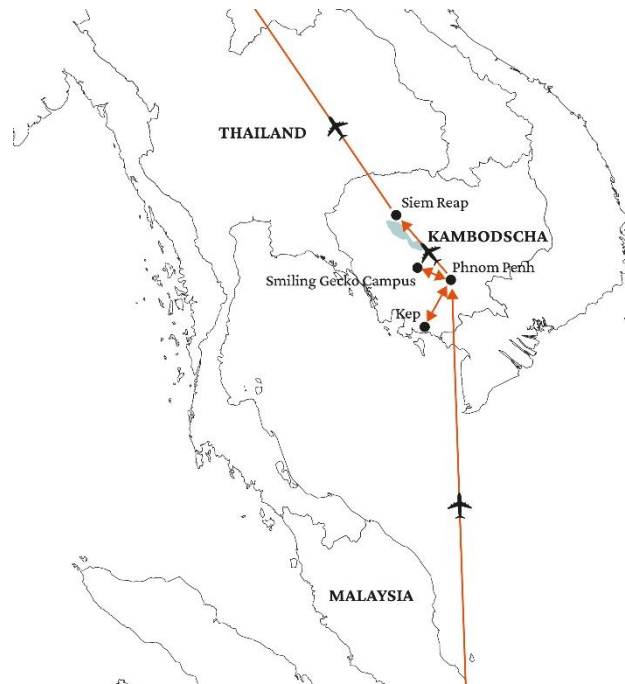 THAILAND
Siem Reap
KAMBODSCHA
Phnom Penh
Smiling Gecko Campus
Kep
MALAYSIA